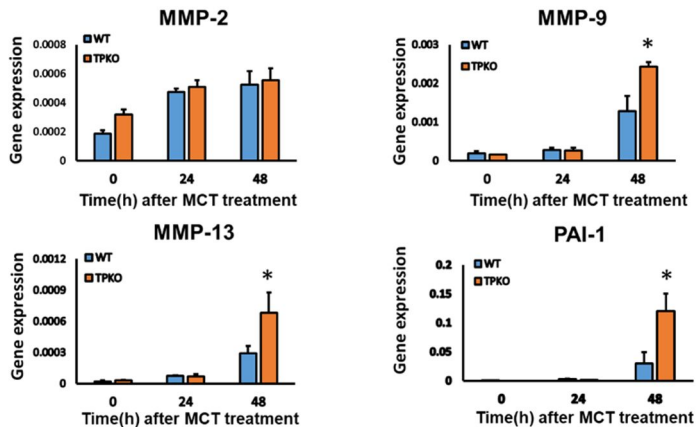 MMP-2
Gene expression
0.0008
0.0006
0.0004
0.0002
0
WT
TPKO
0 24 48
Time(h) after MCT treatment
MMP-9
Gene expression
0.003
0.002
0.001
0
WT
TPKO
*
0 24 48
Time(h) after MCT treatment
MMP-13
Gene expression
0.0012
0.0009
0.0006
0.0003
0
WT
TPKO
*
0 24 48
Time(h) after MCT treatment
PAI-1
Gene expression
0.2
0.15
0.1
0.05
0
WT
TPKO
*
0 24 48
Time(h) after MCT treatment